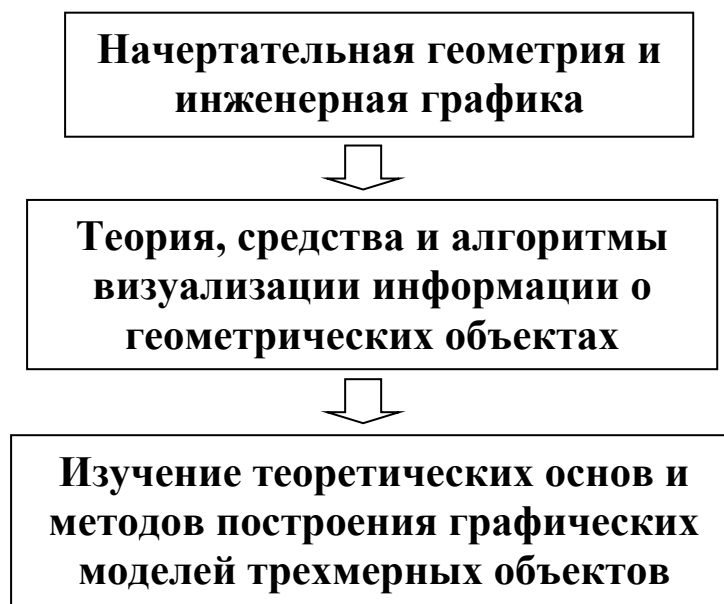 Начертательная геометрия и
инженерная графика
Теория, средства и алгоритмы
визуализации информации о
геометрических объектах
Изучение теоретических основ и
методов построения графических
моделей трехмерных объектов